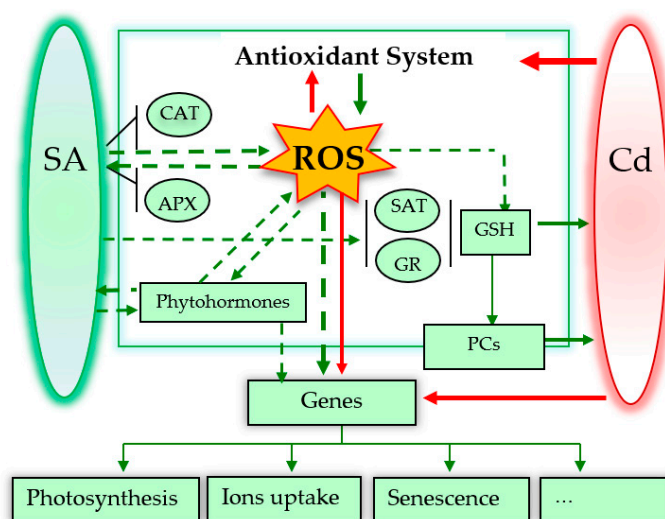 Antioxidant System
CAT
SA
ROS
Cd
APX
SAT
GSH
GR
Phytohormones
PCs
Genes
Photosynthesis
Ions uptake
Senescence
...